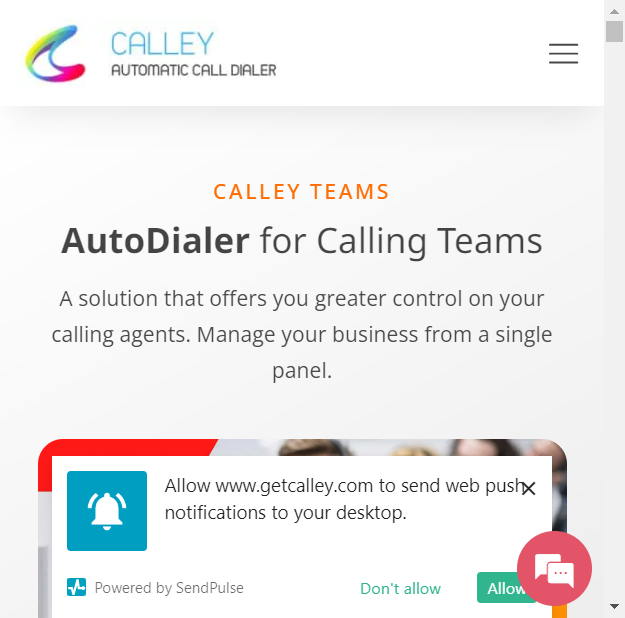 CALLEY
AUTOMATIC CALL DIALER
CALLEY TEAMS
AutoDialer for Calling Teams
A solution that offers you greater control on your
calling agents. Manage your business from a single
panel.
Allow www.getcalley.com to send web push
notifications to your desktop.
Powered by SendPulse
Don't allow
Allow